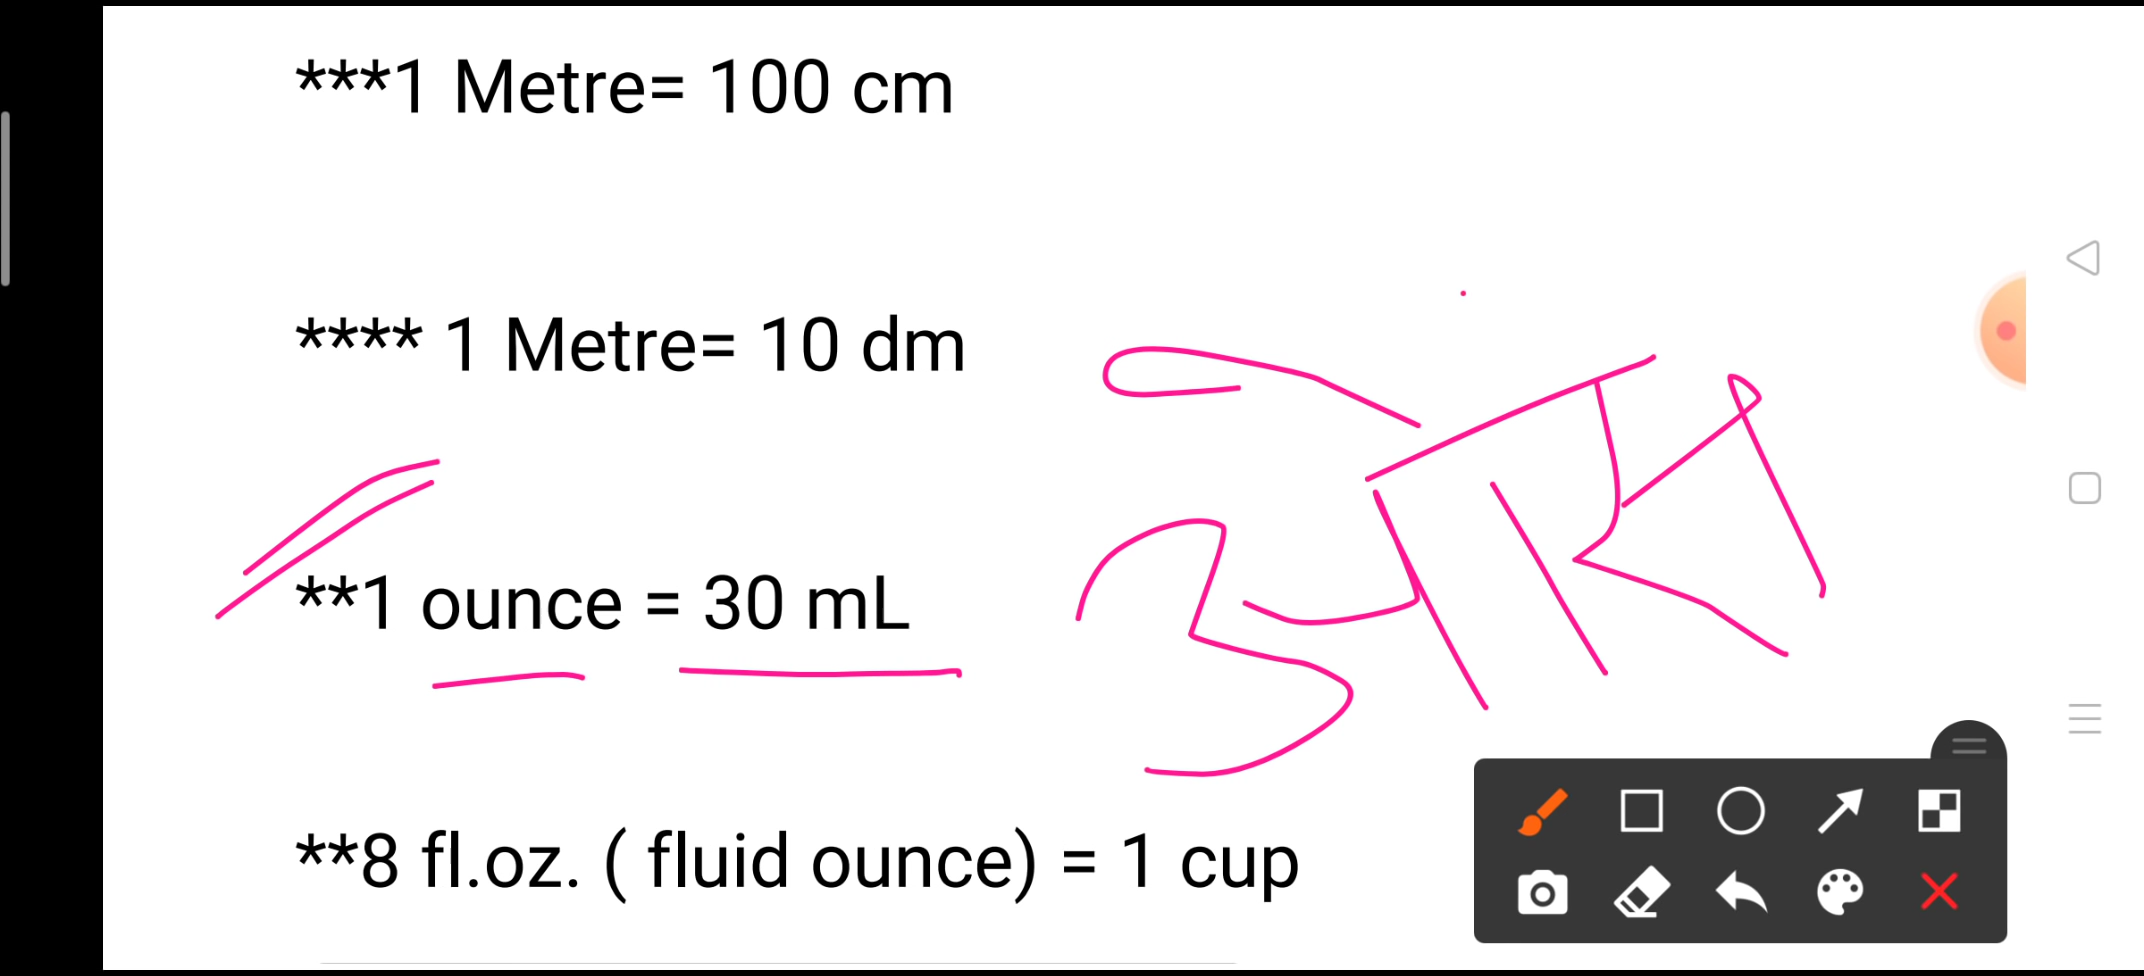 ***1 Metre= 100 cm
**** 1 Metre= 10 dm
**1 ounce = 30 mL
**8 fl.oz. ( fluid ounce) = 1 cup